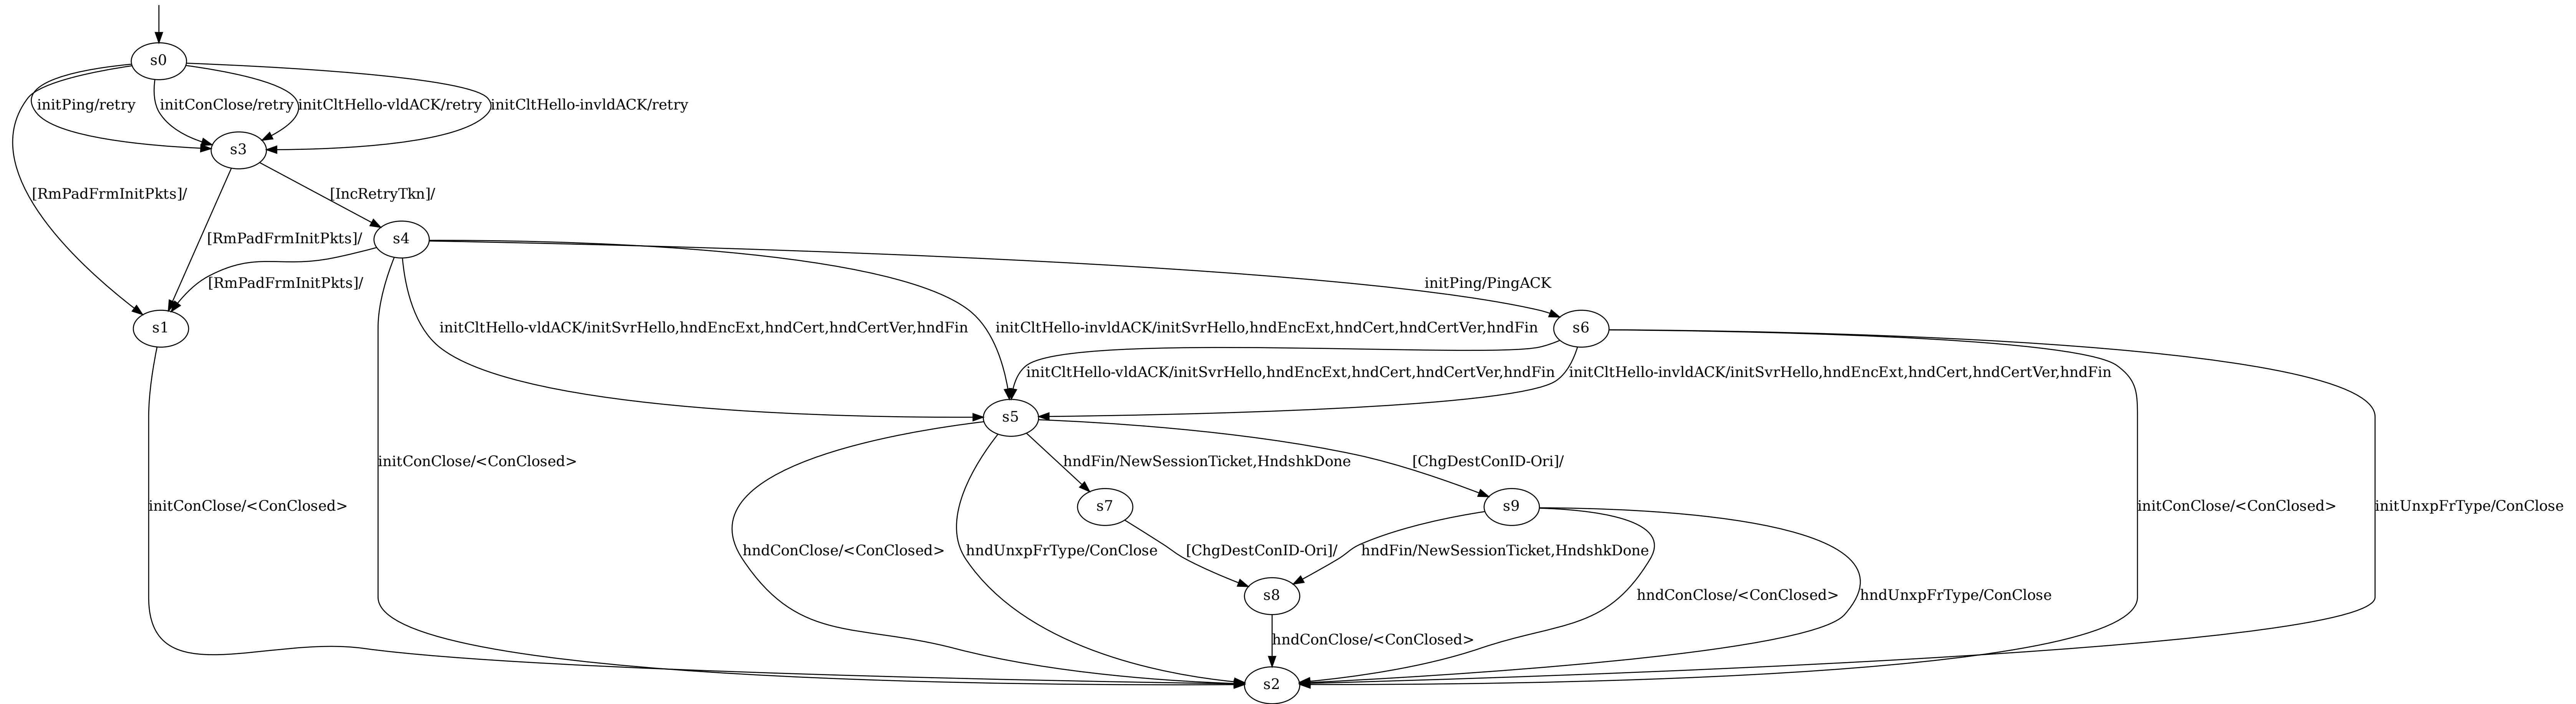 s0
initPing/retry
initConClose/retry
initCltHello-vldACK/retry
initCltHello-invldACK/retry
s3
[RmPadFrmInitPkts]/
[IncRetryTkn]/
[RmPadFrmInitPkts]/
s4
[RmPadFrmInitPkts]/
initPing/PingACK
s1
initCltHello-vldACK/initSvrHello,hndEncExt,hndCert,hndCertVer,hndFin
initCltHello-invldACK/initSvrHello,hndEncExt,hndCert,hndCertVer,hndFin
s6
initCltHello-vldACK/initSvrHello,hndEncExt,hndCert,hndCertVer,hndFin
initCltHello-invldACK/initSvrHello,hndEncExt,hndCert,hndCertVer,hndFin
s5
initConClose/<ConClosed>
hndFin/NewSessionTicket,HndshkDone
[ChgDestConID-Ori]/
initConClose/<ConClosed>
s7
s9
initConClose/<ConClosed>
initUnxpFrType/ConClose
hndConClose/<ConClosed>
hndUnxpFrType/ConClose
[ChgDestConID-Ori]/
hndFin/NewSessionTicket,HndshkDone
s8
hndConClose/<ConClosed>
hndUnxpFrType/ConClose
hndConClose/<ConClosed>
s2